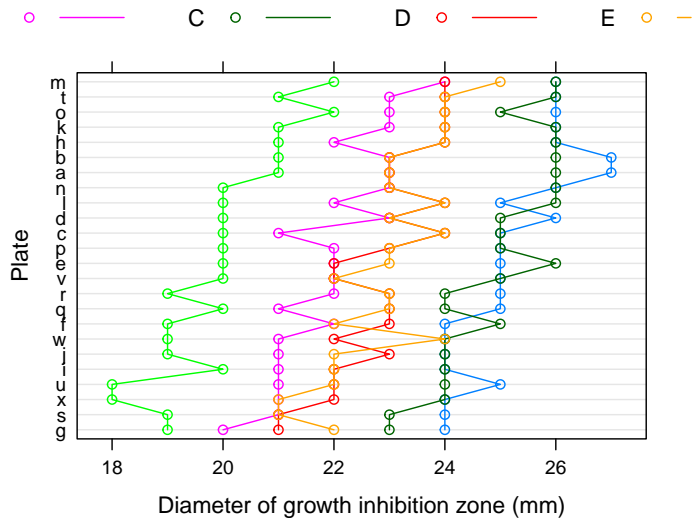 C D E
m
t
o
k
h
b
a
n
l
d
c
p
e
v
r
q
f
w
j
i
u
x
s
g
Plate
18 20 22 24 26
Diameter of growth inhibition zone (mm)